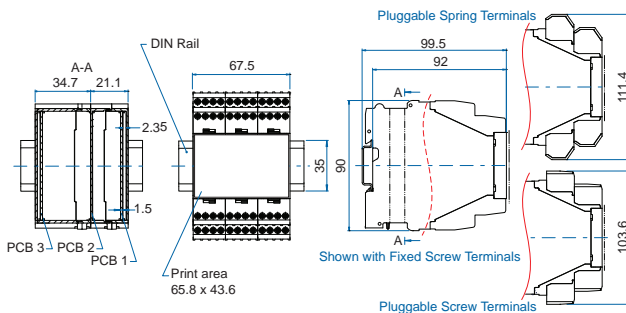 Pluggable Spring Terminals
DIN Rail
99.5
A-A
67.5
92
34.7
21.1
A
111.4
2.35
90
35
1.5
PCB 3
PCB 2
PCB 1
A
Shown with Fixed Screw Terminals
103.6
Print area
65.8 x 43.6
Pluggable Screw Terminals